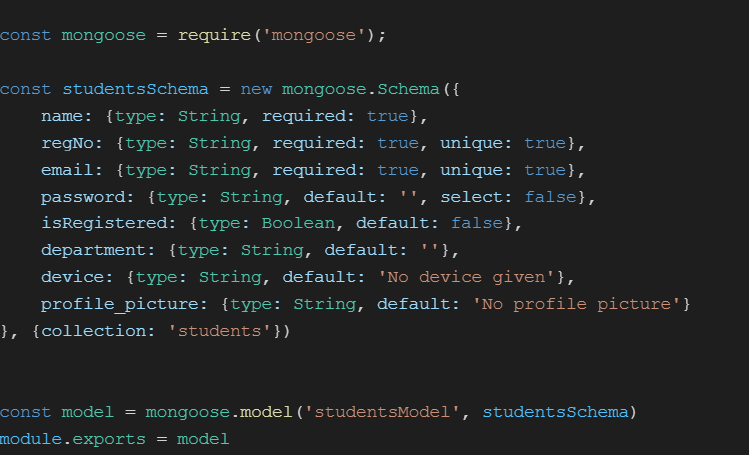 const mongoose = require('mongoose');
const studentsSchema = new mongoose.Schema({
name: {type: String, required: true},
regNo: {type: String, required: true, unique: true},
email: {type: String, required: true, unique: true},
password: {type: String, default: '', select: false},
isRegistered: {type: Boolean, default: false},
department: {type: String, default: ''},
device: {type: String, default: 'No device given'},
profile_picture: {type: String, default: 'No profile picture'}
}, {collection: 'students'})
const model = mongoose.model('studentsModel', studentsSchema)
module.exports = model